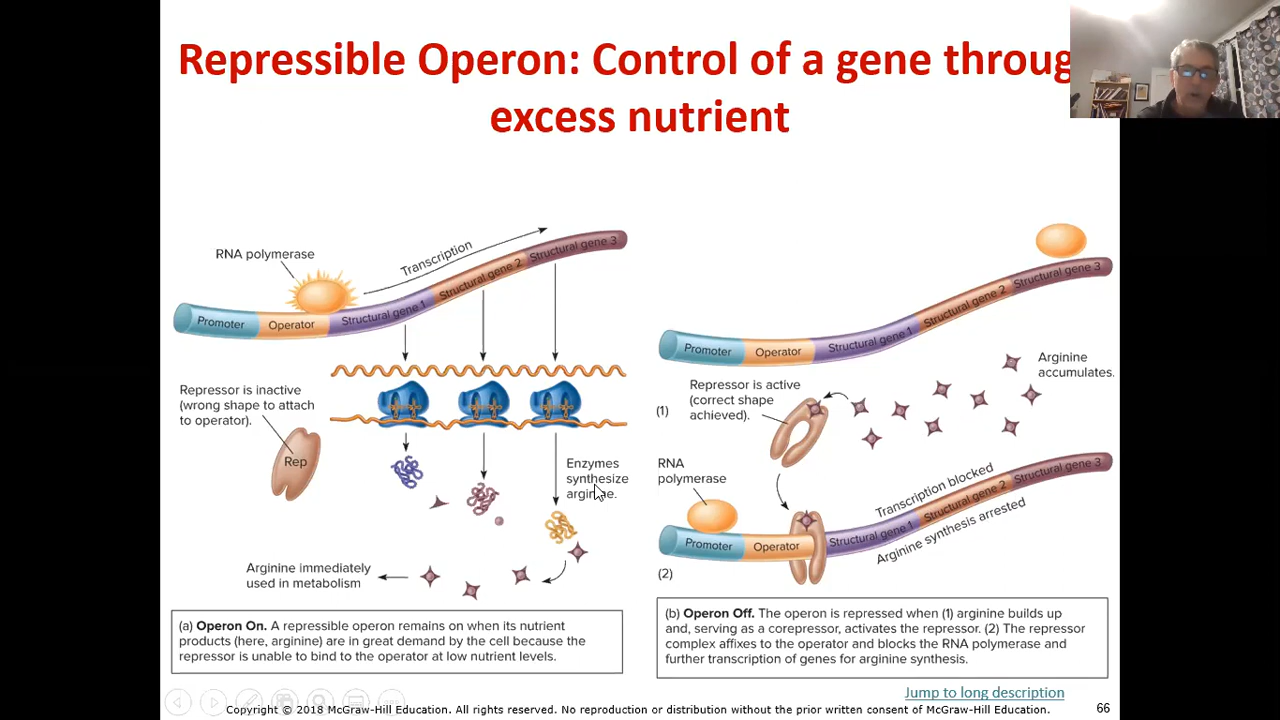 Repressible Operon: Control of a gene throug
excess nutrient
RNA polymerase
Transcription
Promoter
Operator
Structural gene 1
Structural gene 2
Structural gene 3
Repressor is inactive
(wrong shape to attach
to operator).
Rep
Enzymes
synthesize
arginine.
Arginine immediately
used in metabolism
(a) Operon On. A repressible operon remains on when its nutrient
products (here, arginine) are in great demand by the cell because the
repressor is unable to bind to the operator at low nutrient levels.
Promoter
Operator
Structural gene 1
Structural gene 2
Structural gene 3
Arginine
accumulates.
Repressor is active
(correct shape
achieved).
(1)
RNA
polymerase
Promoter
Operator
Structural gene 1
Structural gene 2
Structural gene 3
Transcription blocked
Arginine synthesis arrested
(2)
(b) Operon Off. The operon is repressed when (1) arginine builds up
and, serving as a corepressor, activates the repressor. (2) The repressor
complex affixes to the operator and blocks the RNA polymerase and
further transcription of genes for arginine synthesis.
Jump to long description
Copyright © 2018 McGraw-Hill Education. All rights reserved. No reproduction or distribution without the prior written consent of McGraw-Hill Education.
66